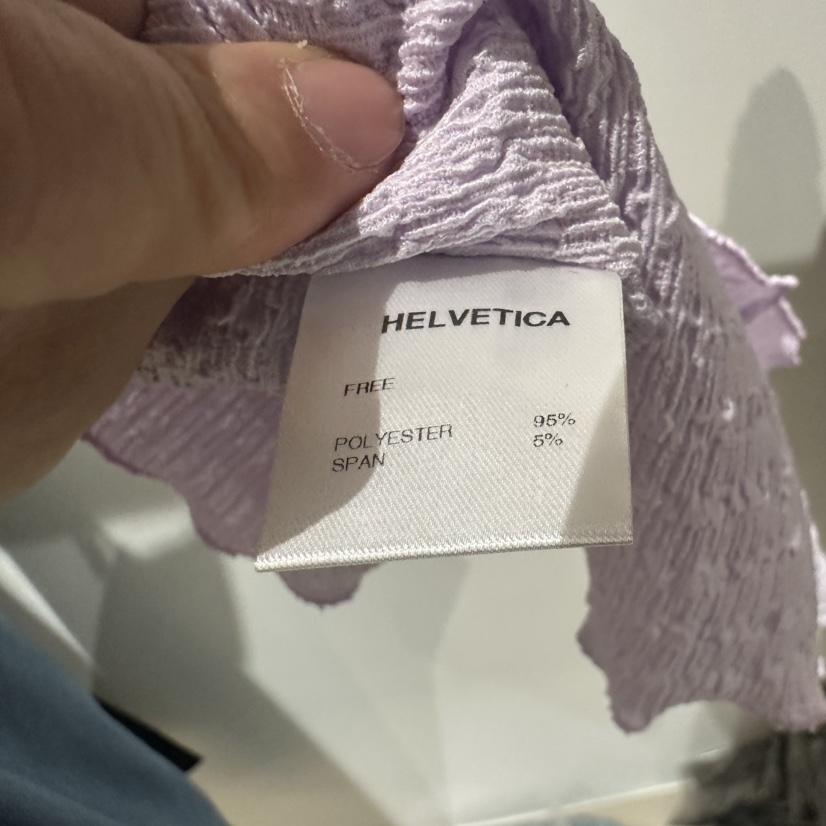 HELVETICA
FREE
POLYESTER 95%
SPAN 5%